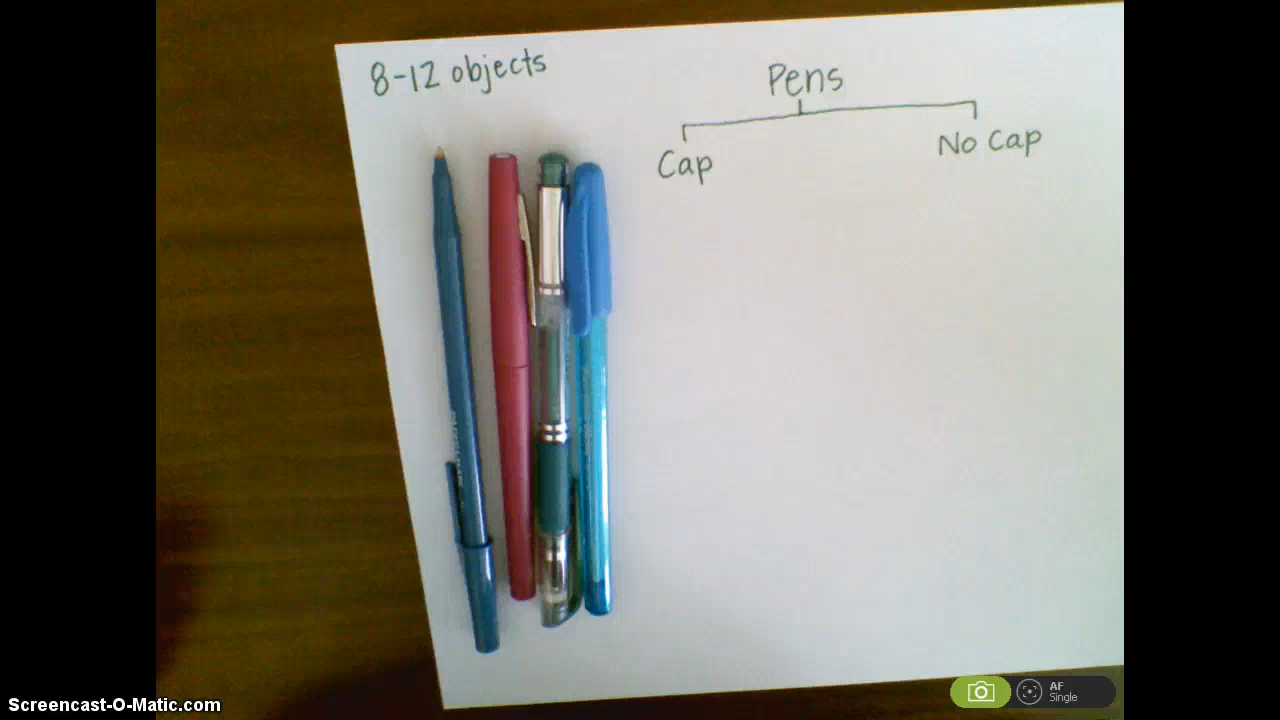 8-12 objects
Pens
Cap
No Cap
AF
Single
Screencast-O-Matic.com